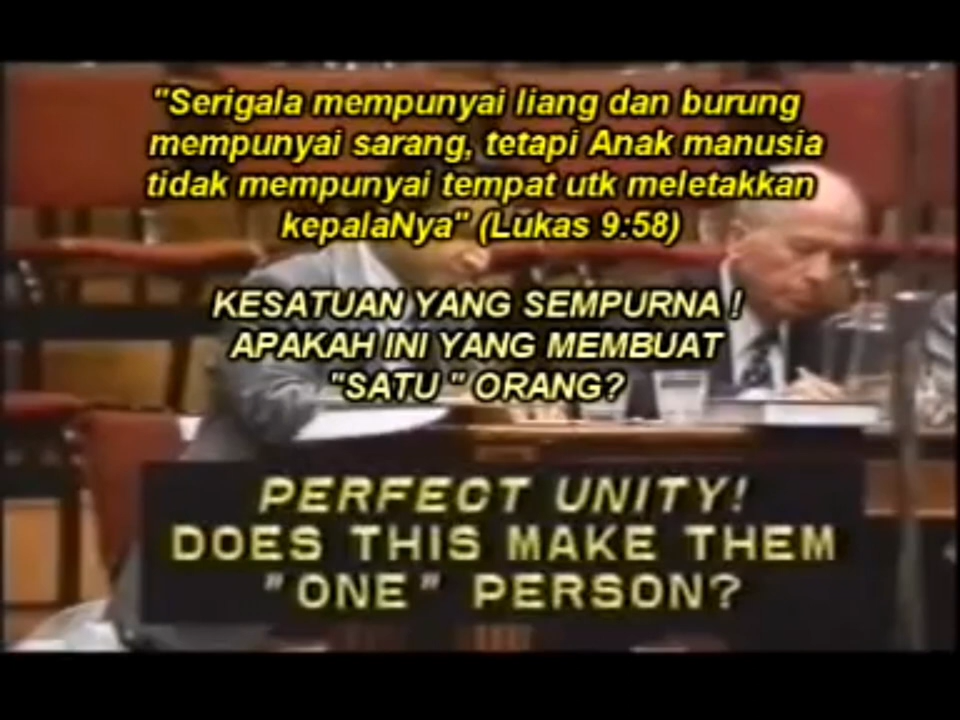 "Serigala mempunyai liang dan burung
mempunyai sarang, tetapi Anak manusia
tidak mempunyai tempat utk meletakkan
kepalaNya" (Lukas 9:58)
KESATUAN YANG SEMPURNA !
APAKAH INI YANG MEMBUAT
"SATU " ORANG?
PERFECT UNITY!
DOES THIS MAKE THEM
"ONE" PERSON?